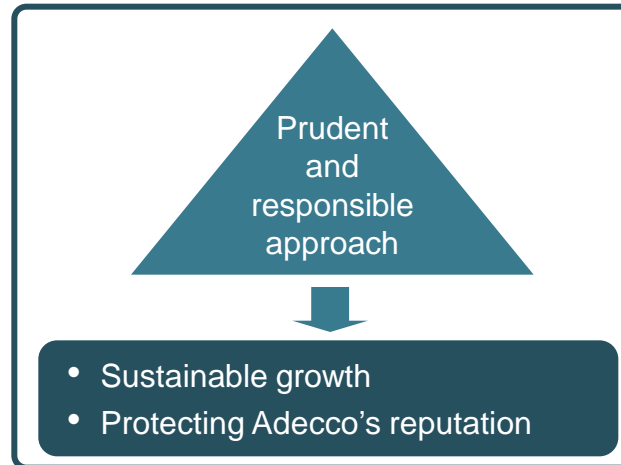 Prudent
and
responsible
approach
• Sustainable growth
• Protecting Adecco’s reputation